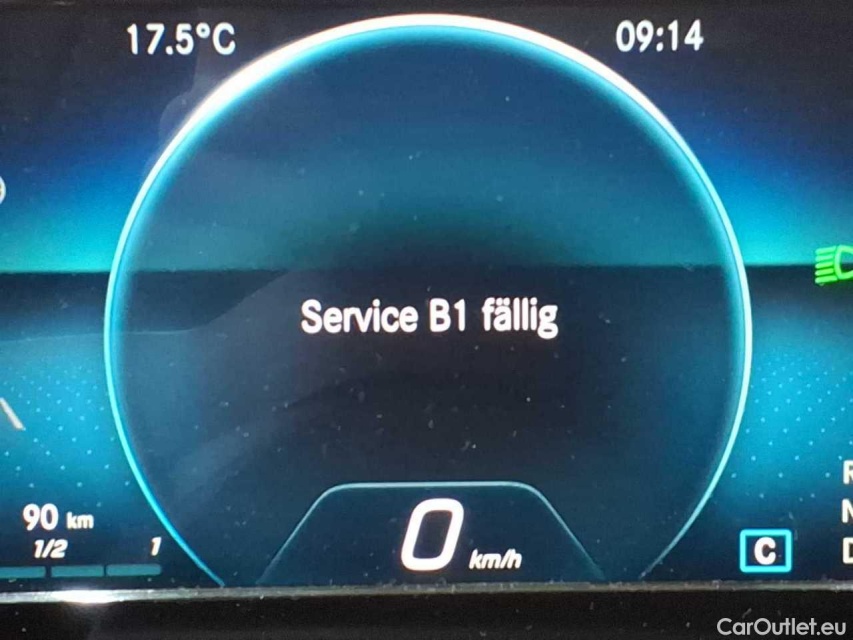 17.5°C
09:14
Service B1 fällig
90 km
1/2 1
0 km/h
C
R
N
D
CarOutlet.eu